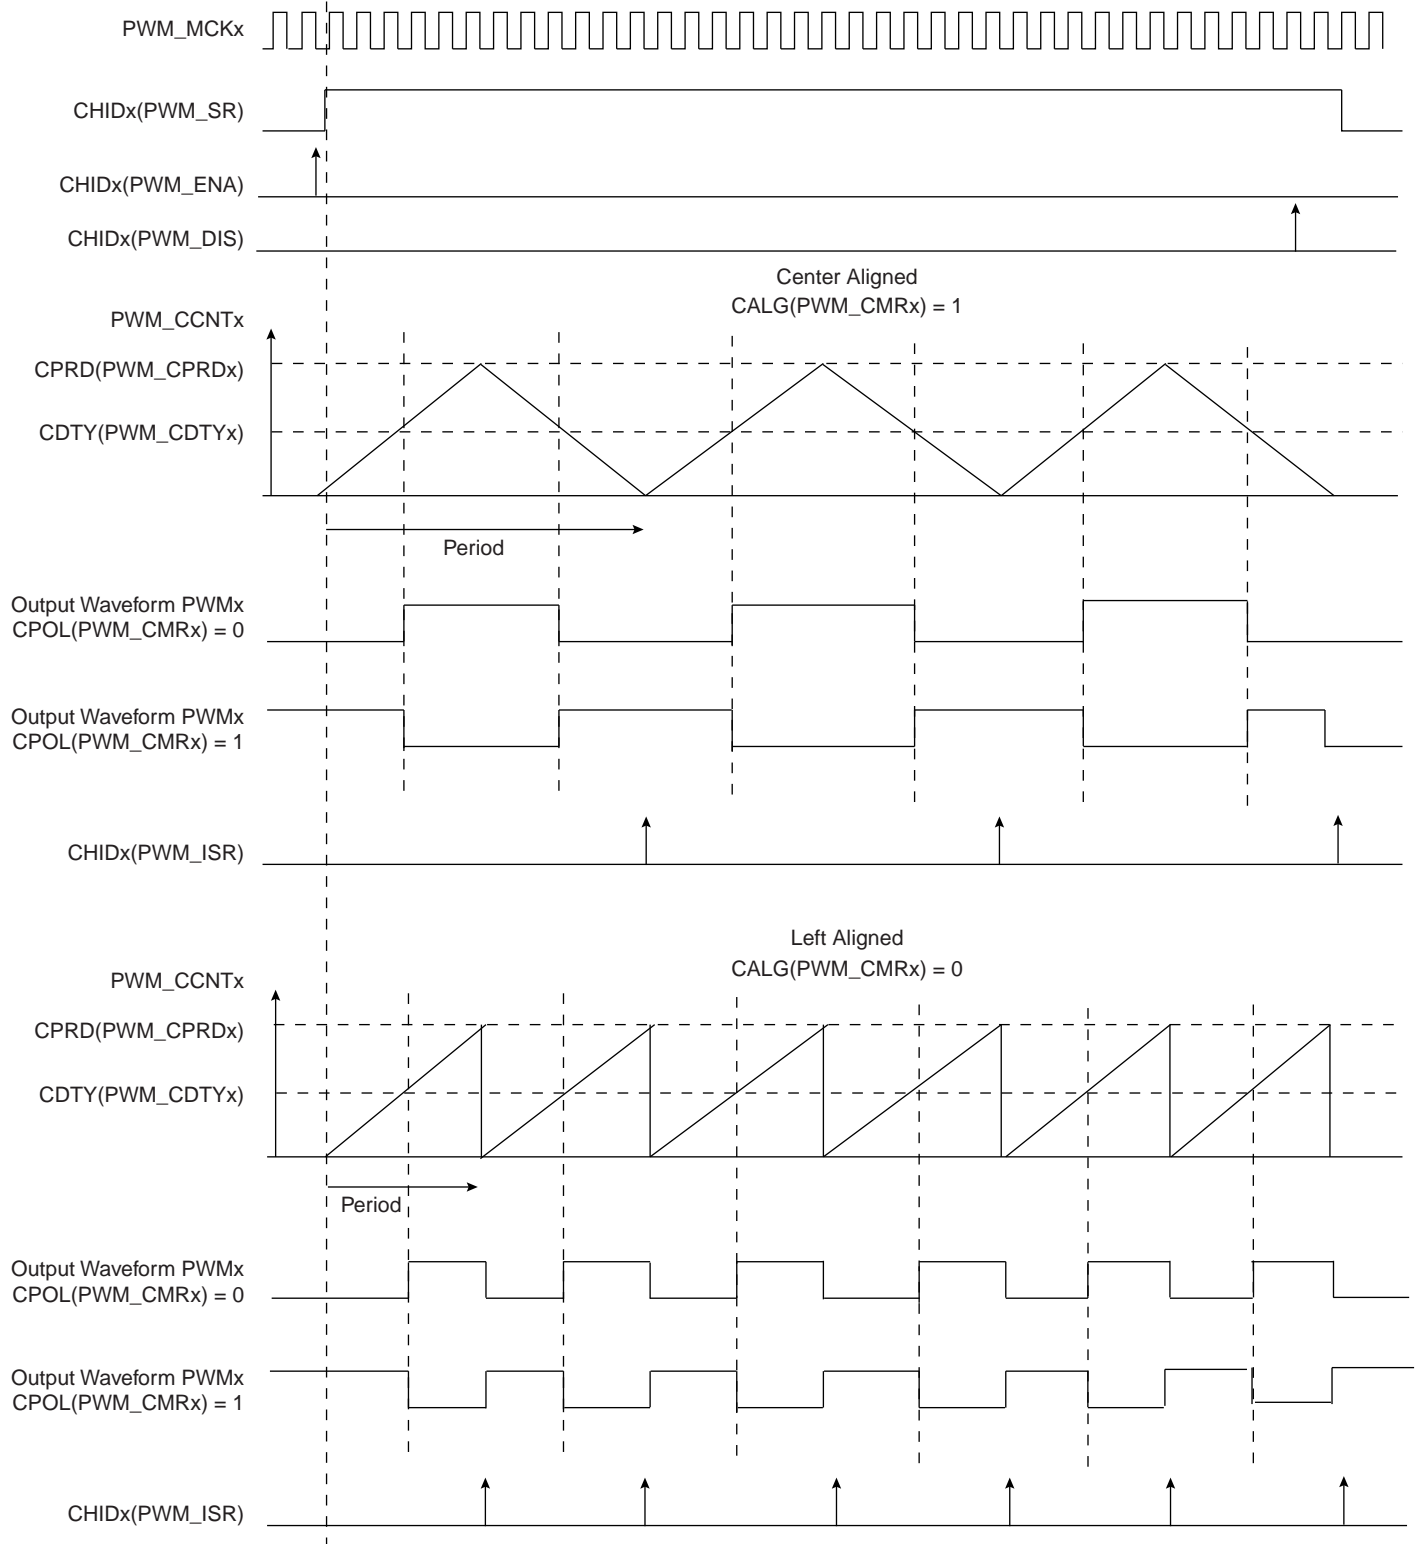 PWM_MCKx
CHIDx(PWM_SR)
CHIDx(PWM_ENA)
CHIDx(PWM_DIS)
Center Aligned
CALG(PWM_CMRx) = 1
PWM_CCNTx
CPRD(PWM_CPRDx)
CDTY(PWM_CDTYx)
Period
Output Waveform PWMx
CPOL(PWM_CMRx) = 0
Output Waveform PWMx
CPOL(PWM_CMRx) = 1
CHIDx(PWM_ISR)
Left Aligned
CALG(PWM_CMRx) = 0
PWM_CCNTx
CPRD(PWM_CPRDx)
CDTY(PWM_CDTYx)
Period
Output Waveform PWMx
CPOL(PWM_CMRx) = 0
Output Waveform PWMx
CPOL(PWM_CMRx) = 1
CHIDx(PWM_ISR)